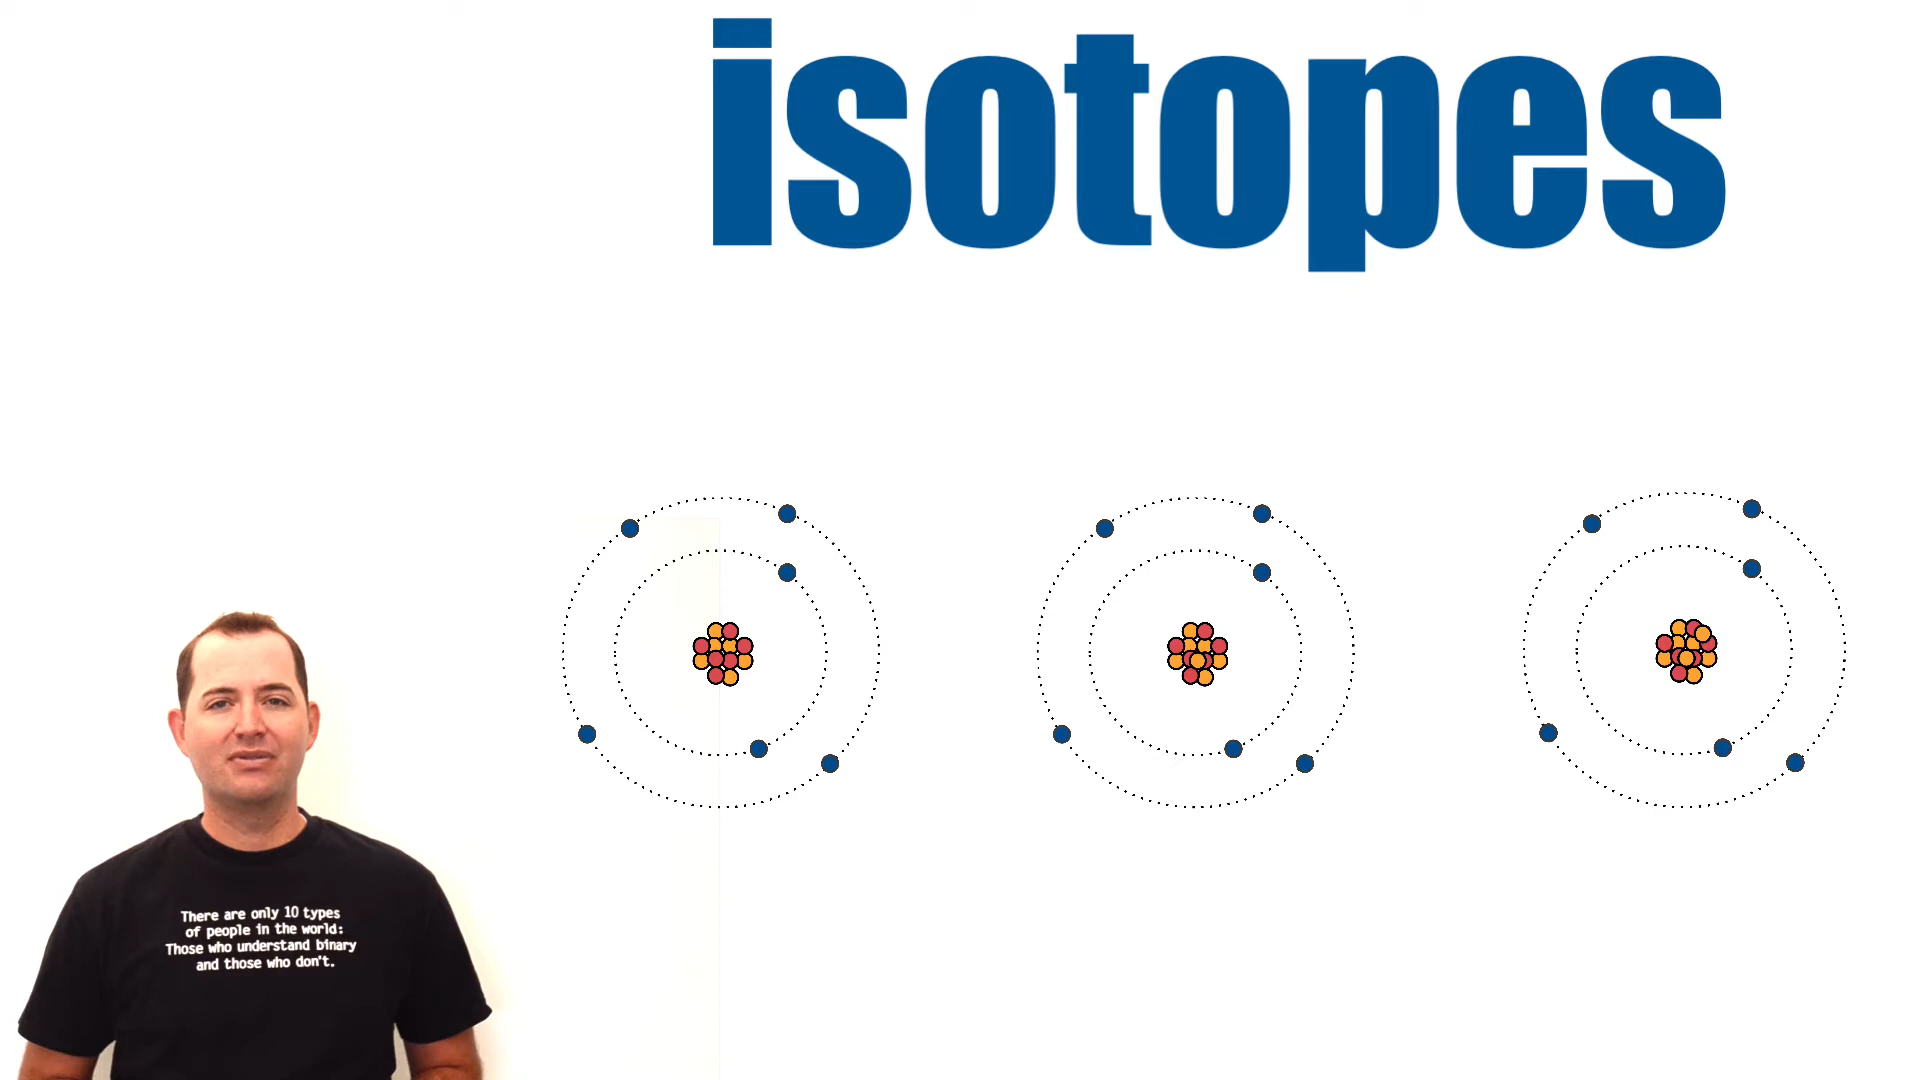 isotopes
There are only 10 types
of people in the world:
Those who understand binary
and those who don't.